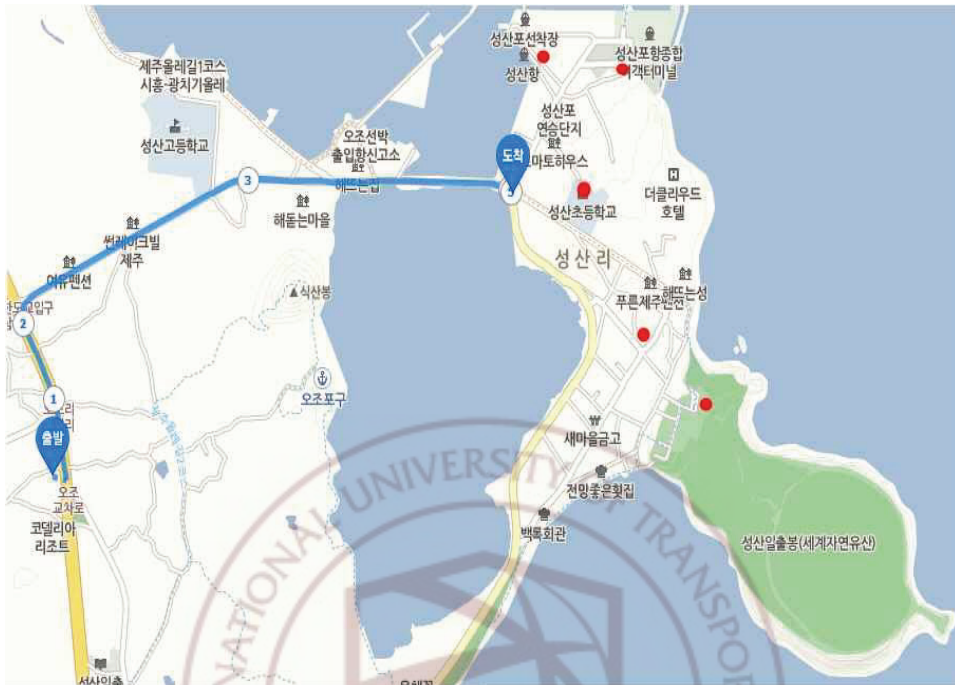 성산포선착장
성산항
성산포항종합
여객터미널
제주올레길1코스
시흥-광치기올레
성산고등학교
오조선박
출입항신고소
해뜨는집
성산포
연승단지
토마토하우스
도착
3
해돋는마을
성산초등학교
더클라우드
호텔
썬레이크빌
제주
여유펜션
성산리
식산봉
푸른제주펜션
해뜨는성
2
1
오조포구
출발
오조
교차로
코델리아
리조트
새마을금고
전망좋은횟집
백록회관
성산일출봉(세계자연유산)
성산일출
NATIONAL UNIVERSITY OF TRANSPOR